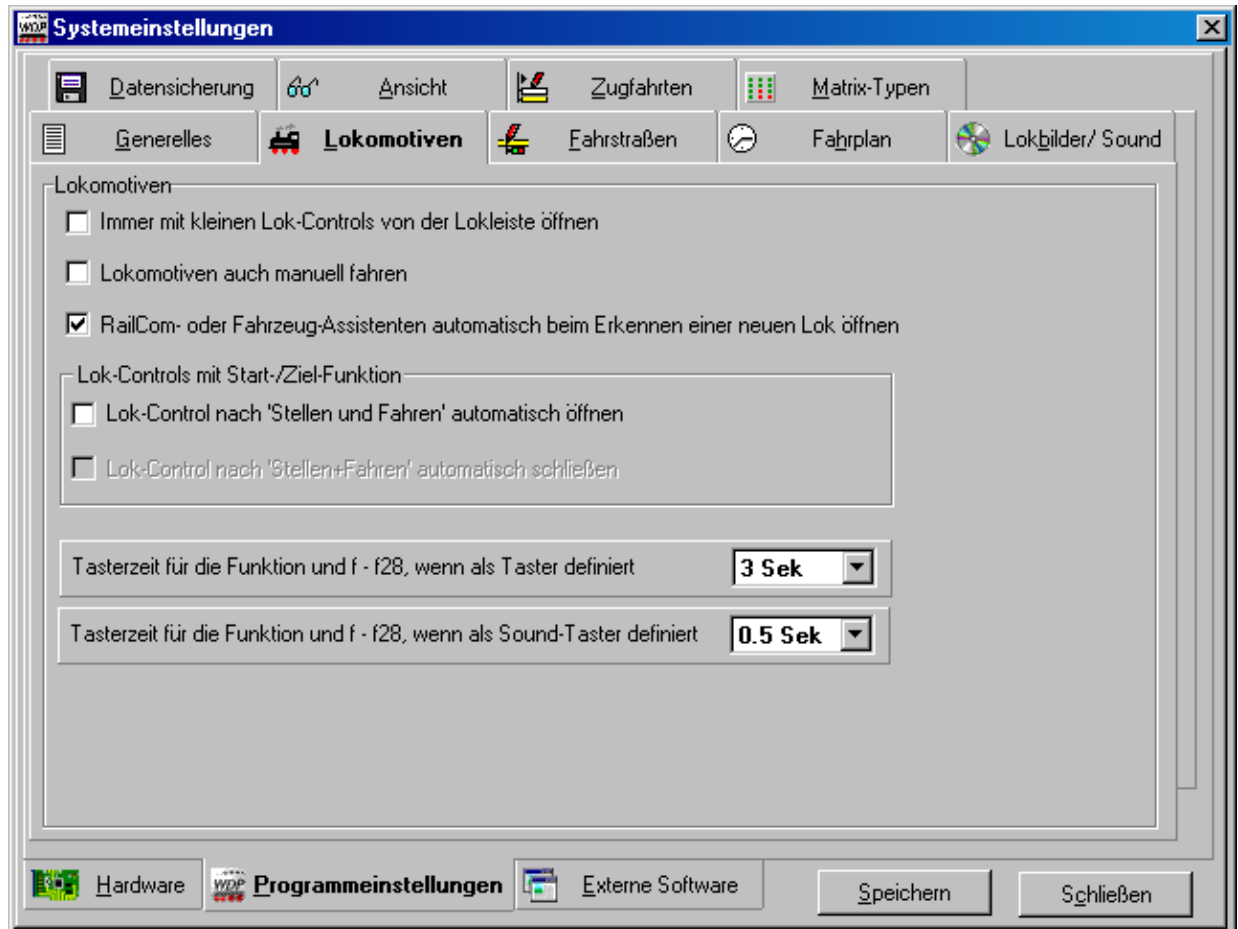 WDP Systemeinstellungen
Datensicherung Ansicht Zugfahrten Matrix-Typen
Generelles Lokomotiven Fahrstraßen Fahrplan Lokbilder/ Sound
Lokomotiven
Immer mit kleinen Lok-Controls von der Lokleiste öffnen
Lokomotiven auch manuell fahren
RailCom- oder Fahrzeug-Assistenten automatisch beim Erkennen einer neuen Lok öffnen
Lok-Controls mit Start-/Ziel-Funktion
Lok-Control nach 'Stellen und Fahren' automatisch öffnen
Lok-Control nach 'Stellen+Fahren' automatisch schließen
Tasterzeit für die Funktion und f - f28, wenn als Taster definiert 3 Sek
Tasterzeit für die Funktion und f - f28, wenn als Sound-Taster definiert 0.5 Sek
Hardware WDP Programmeinstellungen Externe Software Speichern Schließen